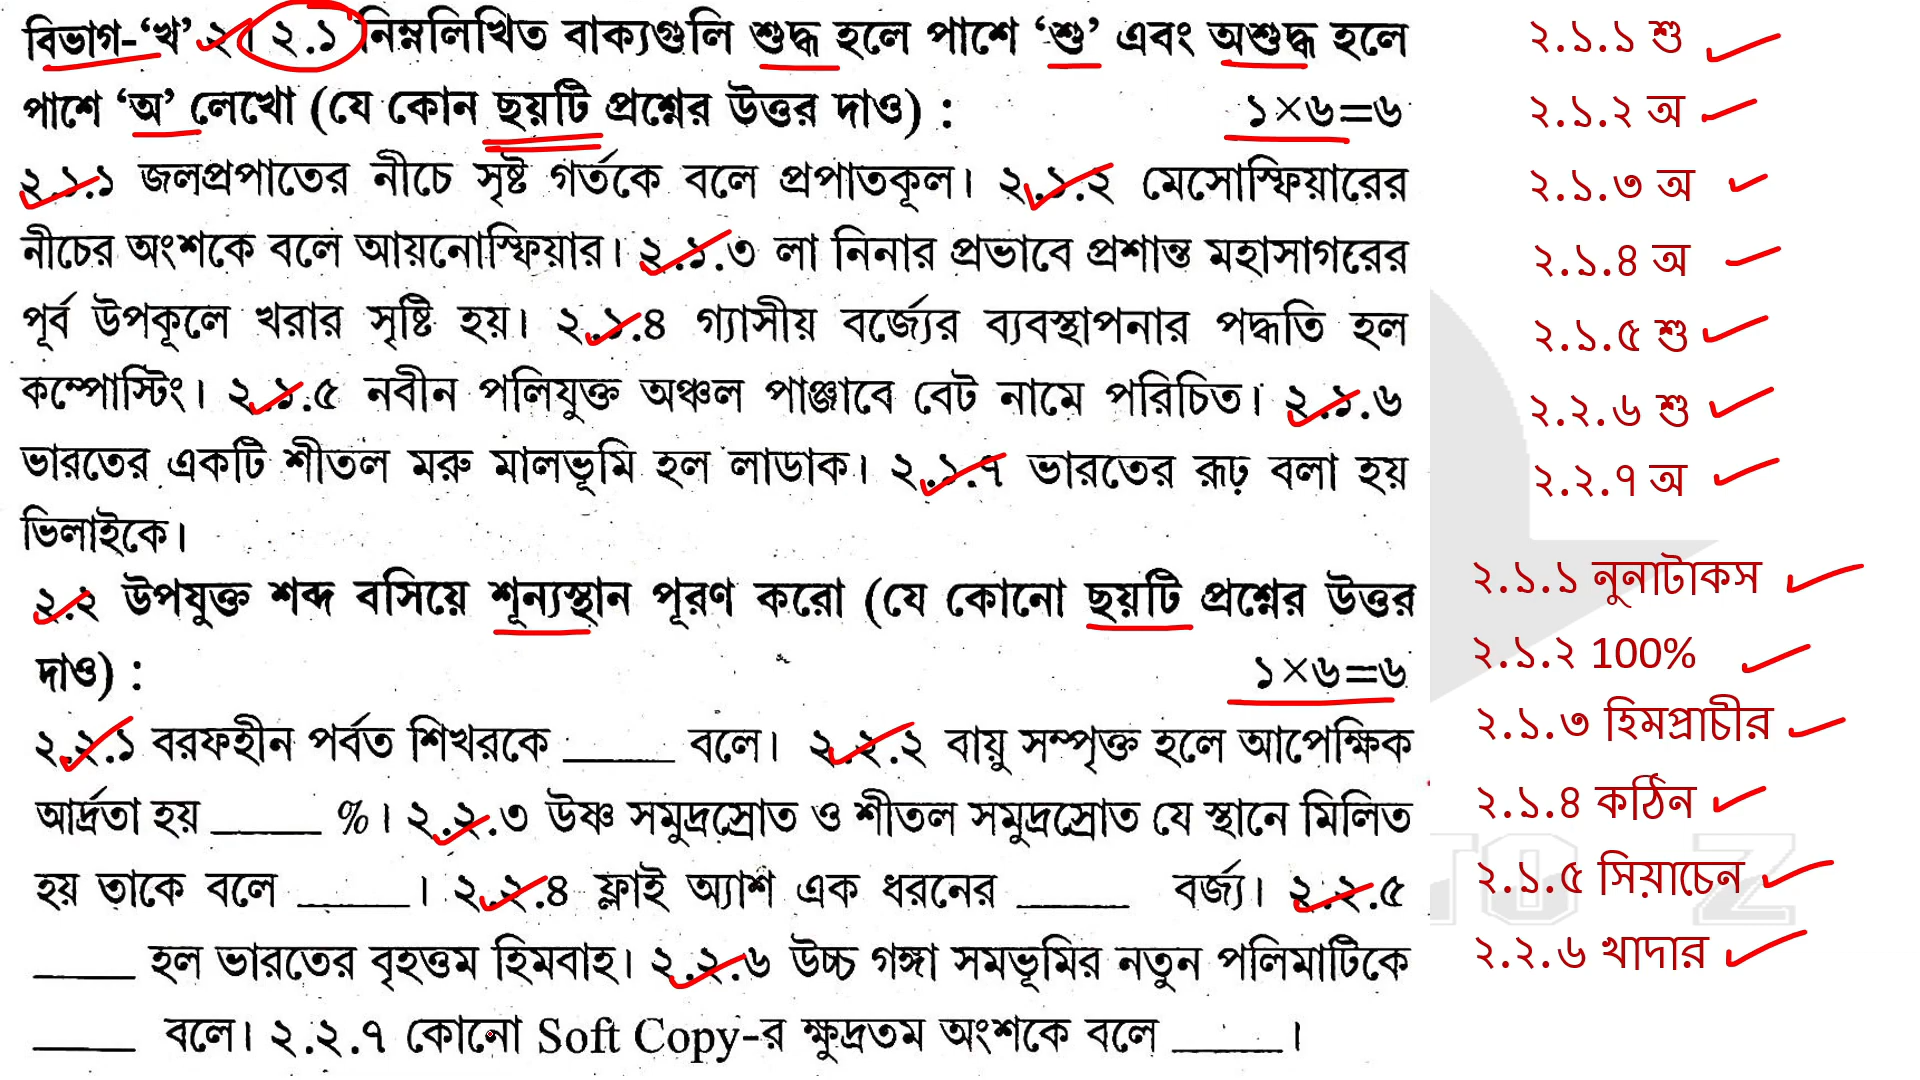 বিভাগ-‘খ’ ২। ২.১ নিম্নলিখিত বাক্যগুলি শুদ্ধ হলে পাশে ‘শু’ এবং অশুদ্ধ হলে
পাশে ‘অ’ লেখো (যে কোন ছয়টি প্রশ্নের উত্তর দাও) : ১×৬=৬
২.১.১ জলপ্রপাতের নীচে সৃষ্ট গর্তকে বলে প্রপাতকূল। ২.১.২ মেসোস্ফিয়ারের
নীচের অংশকে বলে আয়নোস্ফিয়ার। ২.১.৩ লা নিনার প্রভাবে প্রশান্ত মহাসাগরের
পূর্ব উপকূলে খরার সৃষ্টি হয়। ২.১.৪ গ্যাসীয় বর্জ্যের ব্যবস্থাপনার পদ্ধতি হল
কম্পোস্টিং। ২.১.৫ নবীন পলিযুক্ত অঞ্চল পাঞ্জাবে বেট নামে পরিচিত। ২.১.৬
ভারতের একটি শীতল মরু মালভূমি হল লাডাক। ২.১.৭ ভারতের রূঢ় বলা হয়
ভিলাইকে।
২.২ উপযুক্ত শব্দ বসিয়ে শূন্যস্থান পূরণ করো (যে কোনো ছয়টি প্রশ্নের উত্তর
দাও) : ১×৬=৬
২.২.১ বরফহীন পর্বত শিখরকে _____ বলে। ২.২.২ বায়ু সম্পৃক্ত হলে আপেক্ষিক
আর্দ্রতা হয় _____ %। ২.২.৩ উষ্ণ সমুদ্রস্রোত ও শীতল সমুদ্রস্রোত যে স্থানে মিলিত
হয় তাকে বলে _____। ২.২.৪ ফ্লাই অ্যাশ এক ধরনের _____ বর্জ্য। ২.২.৫
_____ হল ভারতের বৃহত্তম হিমবাহ। ২.২.৬ উচ্চ গঙ্গা সমভূমির নতুন পলিমাটিকে
_____ বলে। ২.২.৭ কোনো Soft Copy-র ক্ষুদ্রতম অংশকে বলে _____।
২.১.১ শু
২.১.২ অ
২.১.৩ অ
২.১.৪ অ
২.১.৫ শু
২.২.৬ শু
২.২.৭ অ
২.১.১ নুনাটাকস
২.১.২ 100%
২.১.৩ হিমপ্রাচীর
২.১.৪ কঠিন
২.১.৫ সিয়াচেন
২.২.৬ খাদার
TO Z